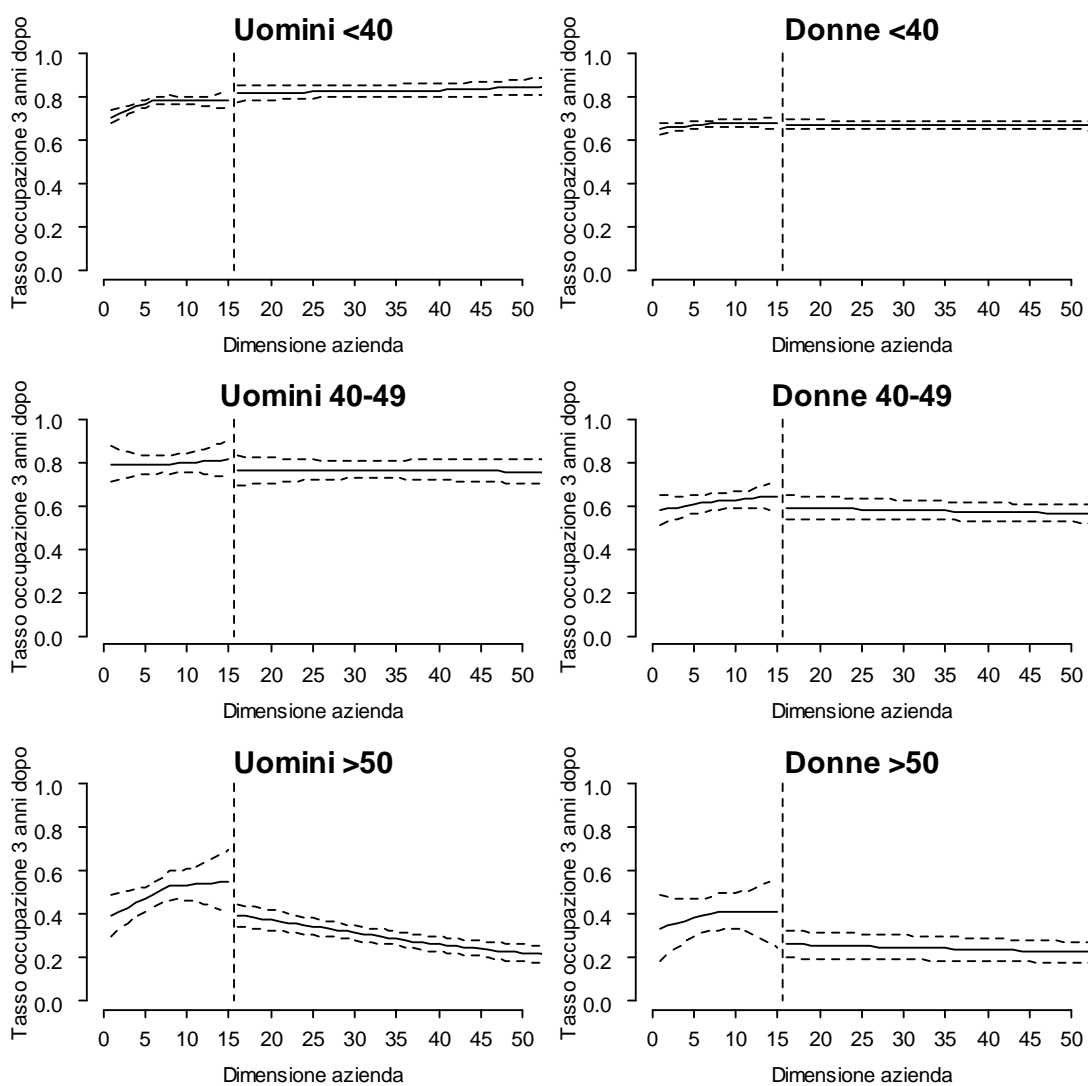 Uomini <40
Tasso occupazione 3 anni dopo
1.0
0.8
0.6
0.4
0.2
0.0
0 5 10 15 20 25 30 35 40 45 50
Dimensione azienda
Donne <40
Tasso occupazione 3 anni dopo
1.0
0.8
0.6
0.4
0.2
0.0
0 5 10 15 20 25 30 35 40 45 50
Dimensione azienda
Uomini 40-49
Tasso occupazione 3 anni dopo
1.0
0.8
0.6
0.4
0.2
0.0
0 5 10 15 20 25 30 35 40 45 50
Dimensione azienda
Donne 40-49
Tasso occupazione 3 anni dopo
1.0
0.8
0.6
0.4
0.2
0.0
0 5 10 15 20 25 30 35 40 45 50
Dimensione azienda
Uomini >50
Tasso occupazione 3 anni dopo
1.0
0.8
0.6
0.4
0.2
0.0
0 5 10 15 20 25 30 35 40 45 50
Dimensione azienda
Donne >50
Tasso occupazione 3 anni dopo
1.0
0.8
0.6
0.4
0.2
0.0
0 5 10 15 20 25 30 35 40 45 50
Dimensione azienda